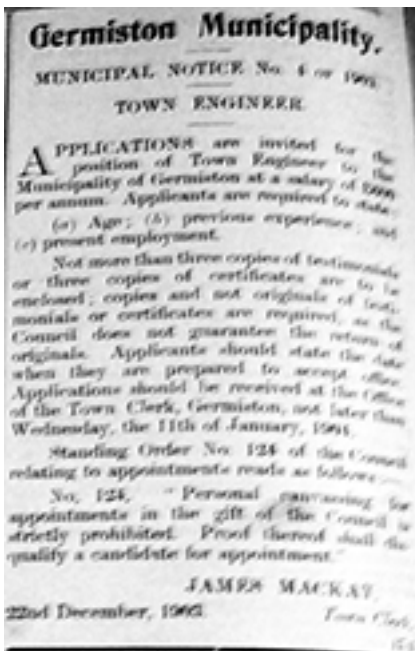 Germiston Municipality.
MUNICIPAL NOTICE No. 4 OF
TOWN ENGINEER.
APPLICATIONS are invited for the
position of Town Engineer to the
Municipality of Germiston at a salary of
per annum. Applicants are required to state:
(a) Age; (b) previous experience; and
(c) present employment.
Not more than three copies of testimonials
or three copies of certificates are to be
enclosed; copies and not originals of testi-
monials or certificates are required, as the
Council does not guarantee the return of
originals. Applicants should state the date
when they are prepared to accept office.
Applications should be received at the Office
of the Town Clerk, Germiston, not later than
Wednesday, the 11th of January,
Standing Order No. 124 of the Council
relating to appointments reads as follows:—
No. 124. "Personal canvassing for
appointments in the gift of the Council is
strictly prohibited. Proof thereof shall dis-
qualify a candidate for appointment."
JAMES MACKAY,
22nd December,
Town Clerk.